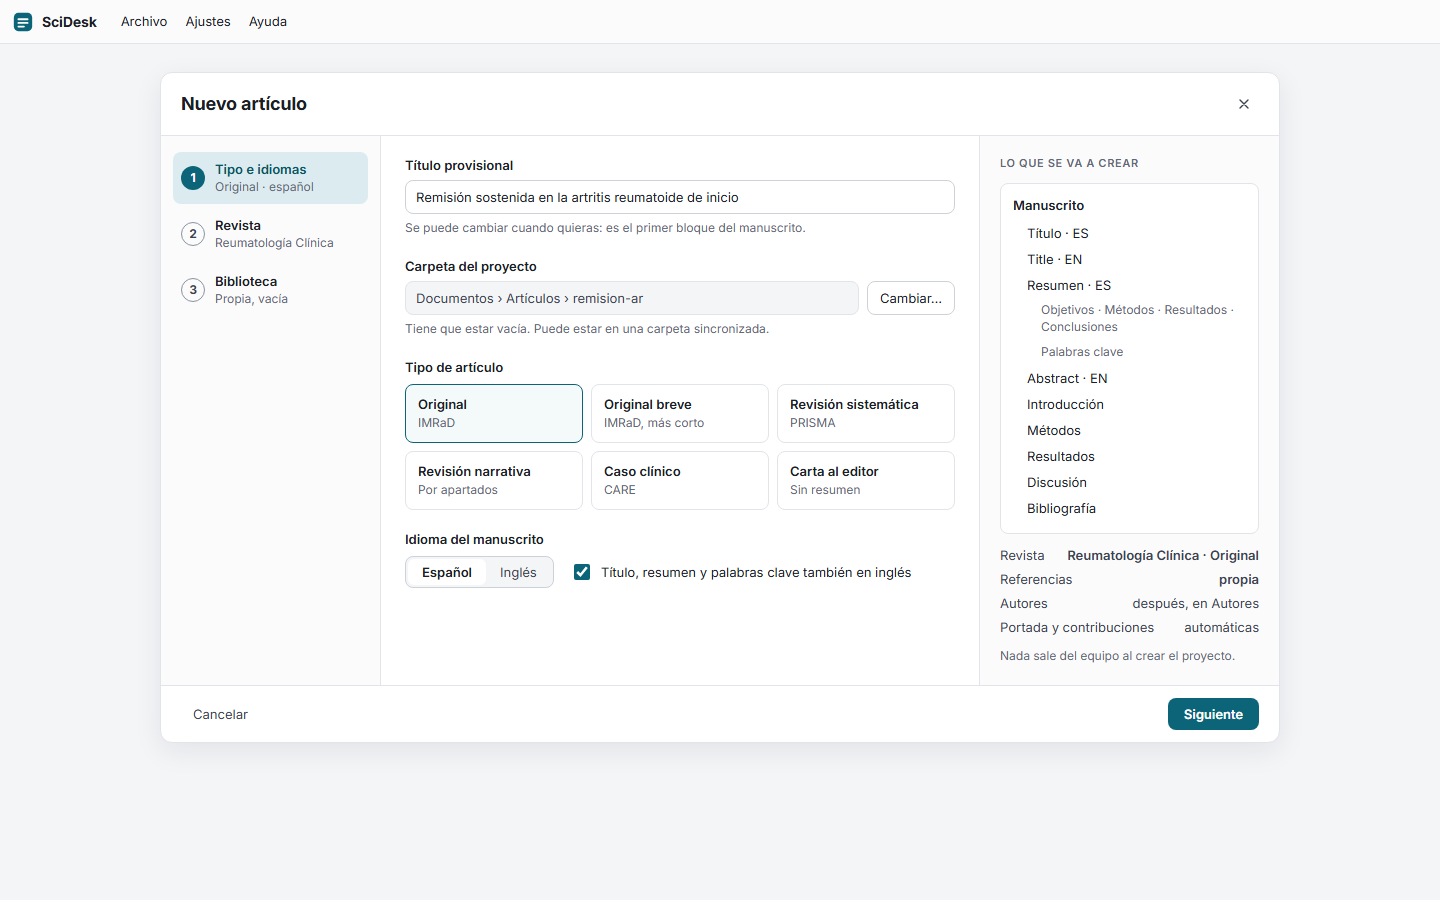 SciDesk Archivo Ajustes Ayuda
Nuevo artículo
1 Tipo e idiomas
Original · español
2 Revista
Reumatología Clínica
3 Biblioteca
Propia, vacía
Título provisional
Remisión sostenida en la artritis reumatoide de inicio
Se puede cambiar cuando quieras: es el primer bloque del manuscrito.
Carpeta del proyecto
Documentos › Artículos › remision-ar Cambiar...
Tiene que estar vacía. Puede estar en una carpeta sincronizada.
Tipo de artículo
Original
IMRaD
Original breve
IMRaD, más corto
Revisión sistemática
PRISMA
Revisión narrativa
Por apartados
Caso clínico
CARE
Carta al editor
Sin resumen
Idioma del manuscrito
Español Inglés Título, resumen y palabras clave también en inglés
LO QUE SE VA A CREAR
Manuscrito
Título · ES
Title · EN
Resumen · ES
Objetivos · Métodos · Resultados ·
Conclusiones
Palabras clave
Abstract · EN
Introducción
Métodos
Resultados
Discusión
Bibliografía
Revista Reumatología Clínica · Original
Referencias propia
Autores después, en Autores
Portada y contribuciones automáticas
Nada sale del equipo al crear el proyecto.
Cancelar Siguiente